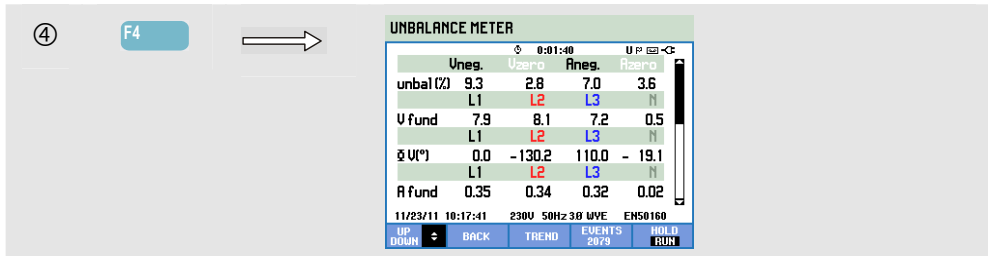 ④ F4
UNBALANCE METER
0:01:40 U
Vneg. Vzero Aneg. Azero
unbal (%) 9.3 2.8 7.0 3.6
L1 L2 L3 N
V fund 7.9 8.1 7.2 0.5
L1 L2 L3 N
Φ V(°) 0.0 -130.2 110.0 - 19.1
L1 L2 L3 N
A fund 0.35 0.34 0.32 0.02
11/23/11 10:17:41 230V 50Hz 3.0 WYE EN50160
UP DOWN BACK TREND EVENTS 2079 HOLD RUN